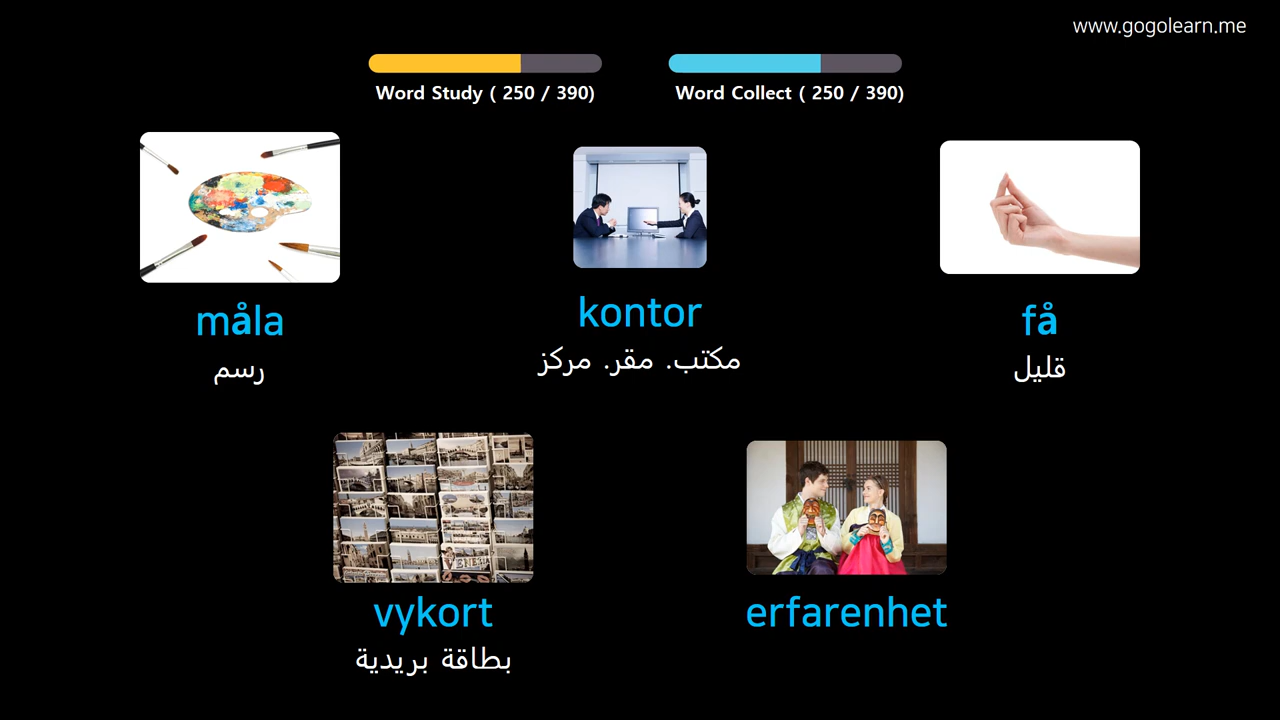 www.gogolearn.me
Word Study ( 250 / 390)
Word Collect ( 250 / 390)
måla
رسم
kontor
مكتب. مقر. مركز
få
قليل
vykort
بطاقة بريدية
erfarenhet